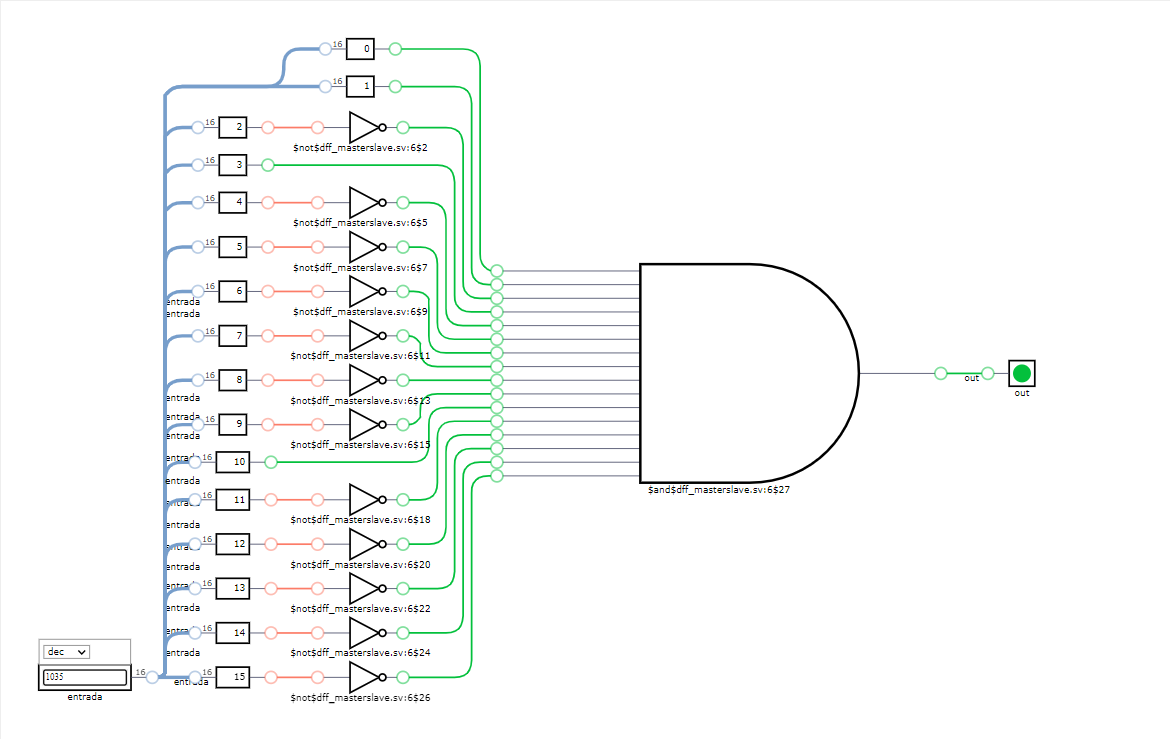 16 0
16 1
16 2
$not$dff_masterslave.sv:6$2
16 3
16 4
$not$dff_masterslave.sv:6$5
16 5
$not$dff_masterslave.sv:6$7
16 6
entrada
entrada
$not$dff_masterslave.sv:6$9
16 7
$not$dff_masterslave.sv:6$11
16 8
out
out
entrada
$not$dff_masterslave.sv:6$13
entrada
16 9
entrada
$not$dff_masterslave.sv:6$15
entrada
16 10
entrada
$and$dff_masterslave.sv:6$27
entrada
16 11
$not$dff_masterslave.sv:6$18
entrada
entrada
16 12
$not$dff_masterslave.sv:6$20
entrada
entrada
16 13
$not$dff_masterslave.sv:6$22
entrada
entrada
16 14
dec
$not$dff_masterslave.sv:6$24
entrada
1035
16
16 15
entrada
entrada
$not$dff_masterslave.sv:6$26